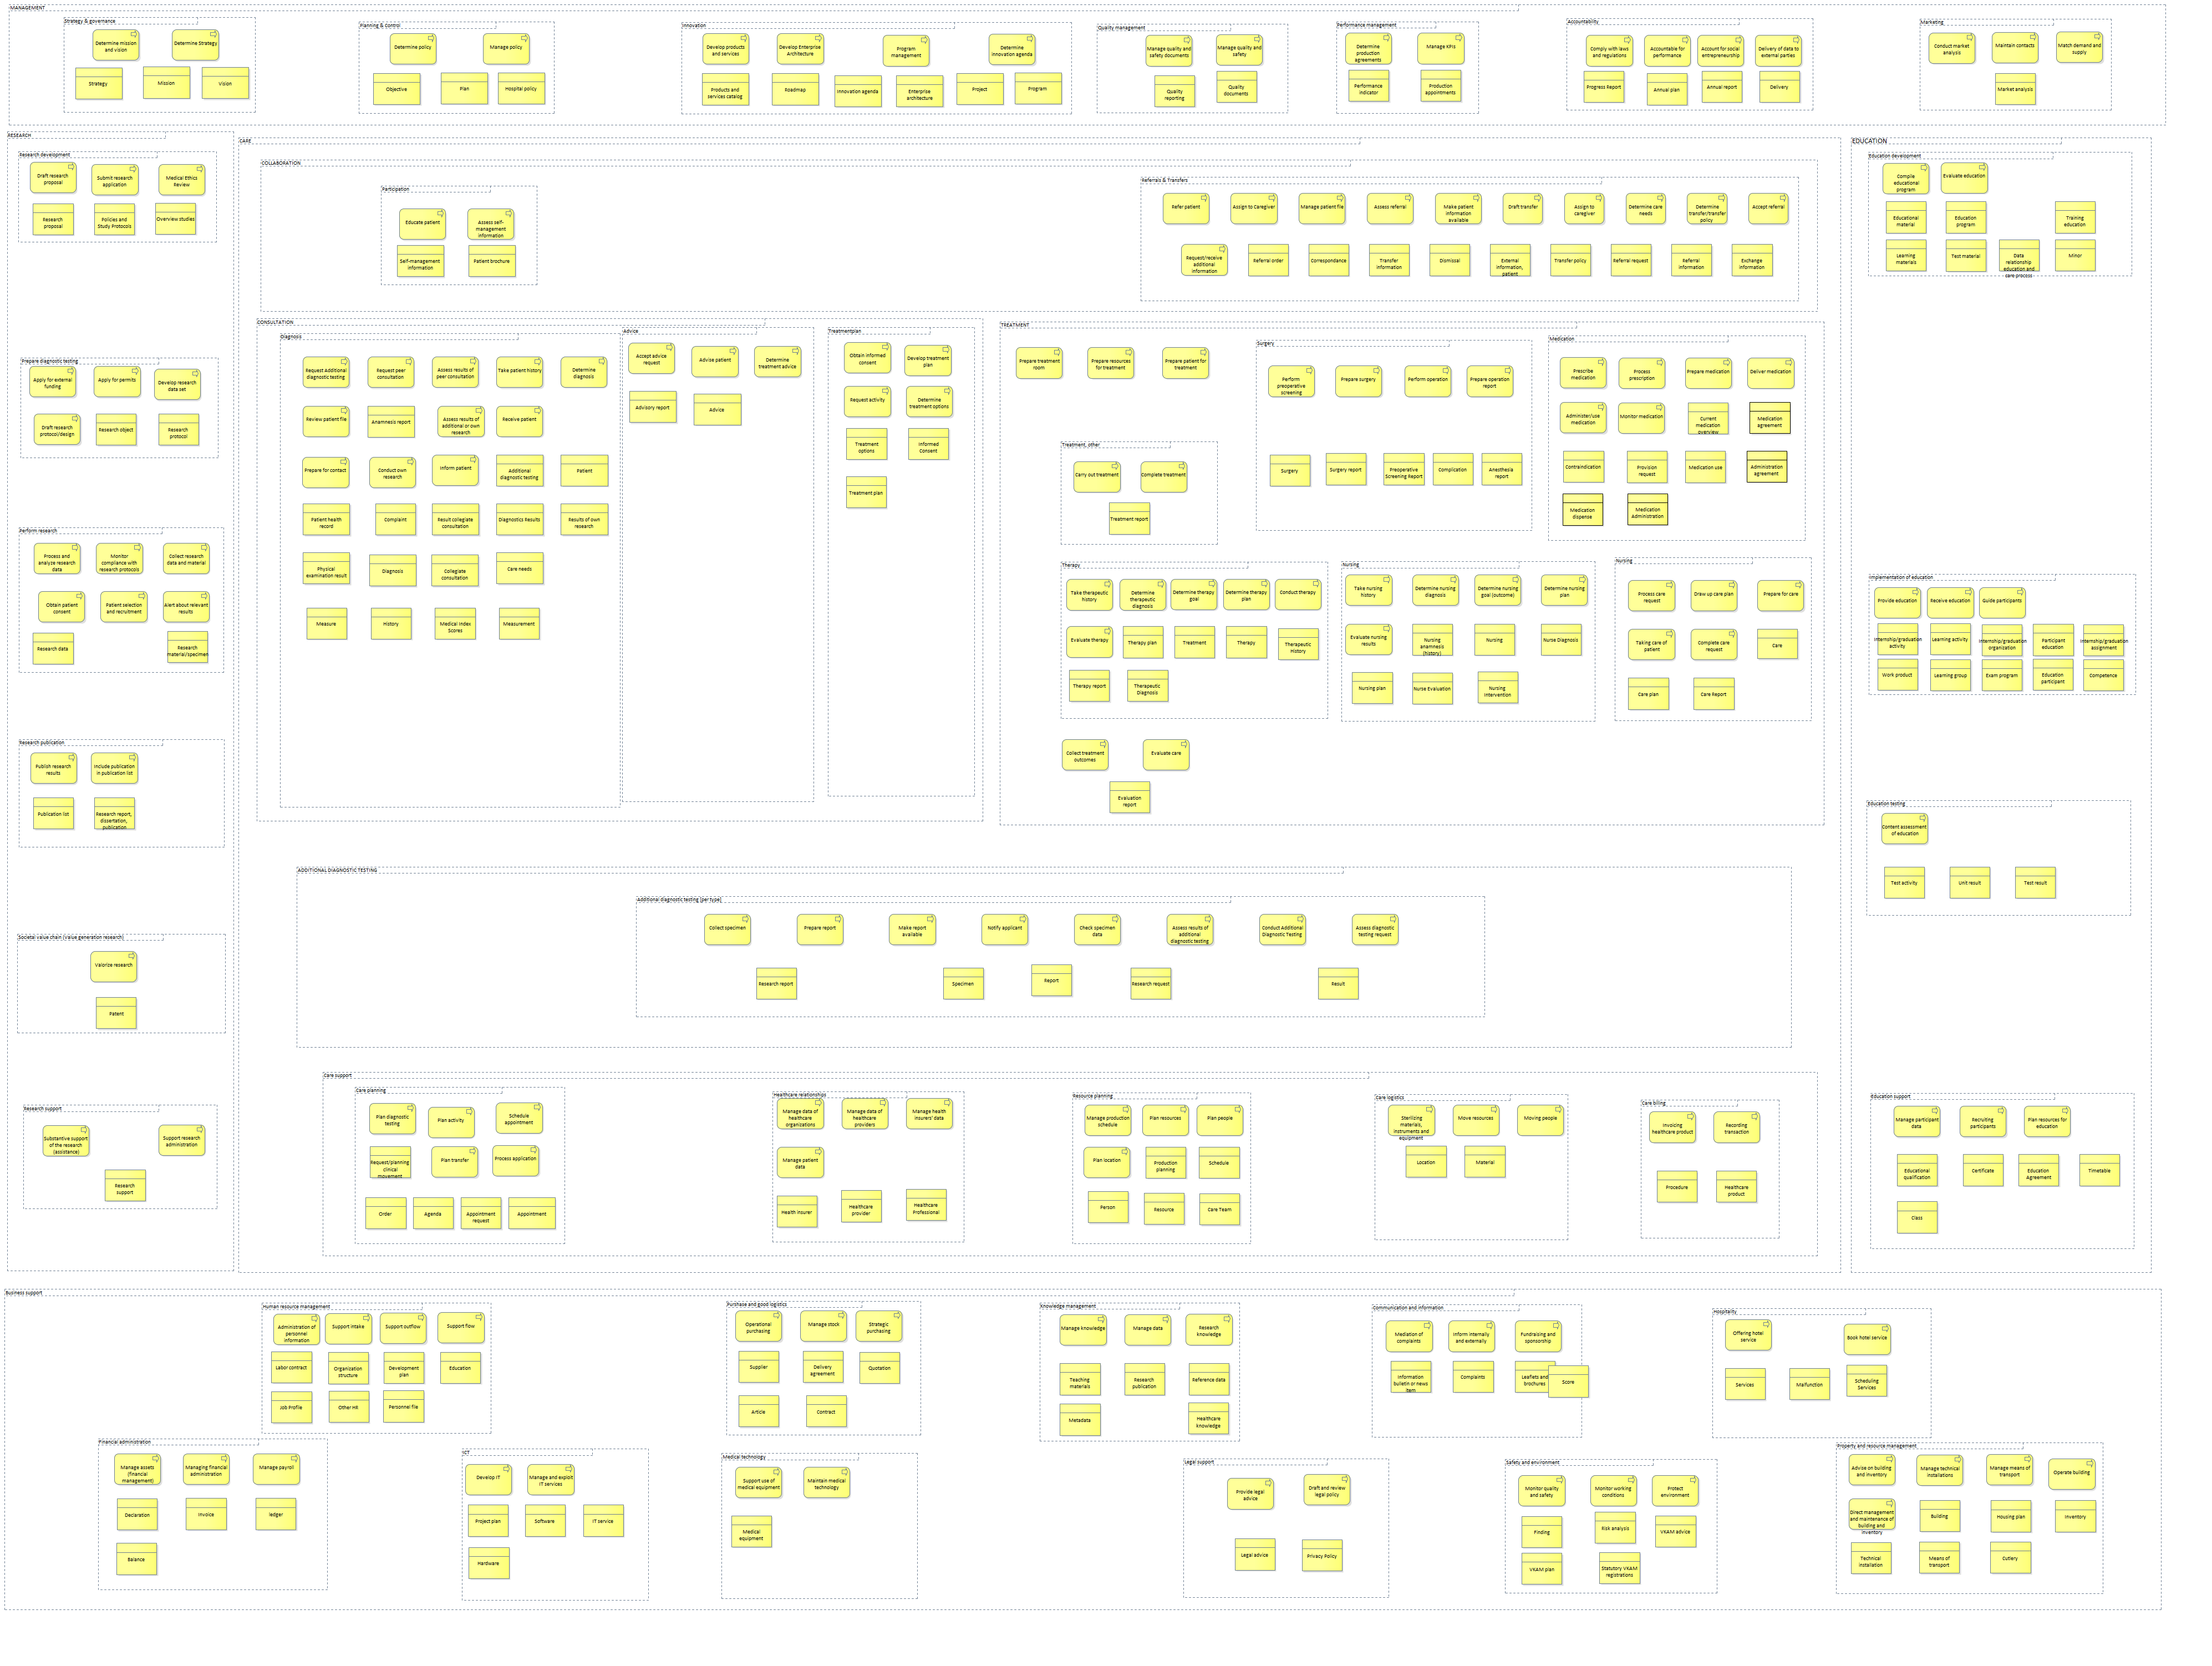 MANAGEMENT
Strategy & governance
Determine mission
and vision
Determine Strategy
Strategy
Mission
Vision
Planning & Control
Determine policy
Manage policy
Objective
Plan
Hospital policy
Innovation
Develop products
and services
Develop Enterprise
Architecture
Program
management
Determine
innovation agenda
Products and
services catalog
Roadmap
Innovation agenda
Enterprise
architecture
Project
Program
Quality management
Manage quality and
safety documents
Manage quality and
safety
Quality
reporting
Quality
documents
Performance management
Determine
production
agreements
Manage KPIs
Performance
indicator
Production
appointments
Accountability
Comply with laws
and regulations
Accountable for
performance
Account for social
entrepreneurship
Delivery of data to
external parties
Progress Report
Annual plan
Annual report
Delivery
Marketing
Conduct market
analysis
Maintain contacts
Match demand and
supply
Market analysis
RESEARCH
Research development
Draft research
proposal
Submit research
application
Medical Ethics
Review
Research
proposal
Policies and
Study Protocols
Overview studies
Prepare diagnostic testing
Apply for external
funding
Apply for permits
Develop research
data set
Draft research
protocol/design
Research object
Research
protocol
Perform research
Process and
analyze research
data
Monitor
compliance with
research protocols
Collect research
data and material
Obtain patient
consent
Patient selection
and recruitment
Alert about relevant
results
Research data
Research
material/specimen
Research publication
Publish research
results
Include publication
in publication list
Publication list
Research report,
dissertation,
publication
Societal value chain (Value generation research)
Valorize research
Patent
Research support
Substantive support
of the research
(assistance)
Support research
administration
Research
support
CARE
COLLABORATION
Participation
Educate patient
Assess self-
management
information
Self-management
information
Patient brochure
Referrals & Transfers
Refer patient
Assign to Caregiver
Manage patient file
Assess referral
Make patient
information
available
Draft transfer
Assign to
caregiver
Determine care
needs
Determine
transfer/transfer
policy
Accept referral
Request/receive
additional
information
Referral order
Correspondance
Transfer
information
Dismissal
External
information,
patient
Transfer policy
Referral request
Referral
information
Exchange
information
CONSULTATION
Diagnosis
Request Additional
diagnostic testing
Request peer
consultation
Assess results of
peer consultation
Take patient history
Determine
diagnosis
Review patient file
Anamnesis report
Assess results of
additional or own
research
Receive patient
Prepare for contact
Conduct own
research
Inform patient
Additional
diagnostic testing
Patient
Patient health
record
Complaint
Result collegiate
consultation
Diagnostics Results
Results of own
research
Physical
examination result
Diagnosis
Collegiate
consultation
Care needs
Measure
History
Medical Index
Scores
Measurement
Advice
Accept advice
request
Advise patient
Determine
treatment advice
Advisory report
Advice
Treatmentplan
Obtain informed
consent
Develop treatment
plan
Request activity
Determine
treatment options
Treatment
options
Informed
Consent
Treatment plan
TREATMENT
Prepare treatment
room
Prepare resources
for treatment
Prepare patient for
treatment
Surgery
Perform
preoperative
screening
Prepare surgery
Perform operation
Prepare operation
report
Surgery
Surgery report
Preoperative
Screening Report
Complication
Anesthesia
report
Medication
Prescribe
medication
Process
prescription
Prepare medication
Deliver medication
Administer/use
medication
Monitor medication
Current
medication
overview
Medication
agreement
Contraindication
Provision
request
Medication use
Administration
agreement
Medication
dispense
Medication
Administration
Treatment, other
Carry out treatment
Complete treatment
Treatment report
Therapy
Take therapeutic
history
Determine
therapeutic
diagnosis
Determine therapy
goal
Determine therapy
plan
Conduct therapy
Evaluate therapy
Therapy plan
Treatment
Therapy
Therapeutic
History
Therapy report
Therapeutic
Diagnosis
Nursing
Take nursing
history
Determine nursing
diagnosis
Determine nursing
goal (outcome)
Determine nursing
plan
Evaluate nursing
results
Nursing
anamnesis
(history)
Nursing
Nurse Diagnosis
Nursing plan
Nurse Evaluation
Nursing
Intervention
Nursing
Process care
request
Draw up care plan
Prepare for care
Taking care of
patient
Complete care
request
Care
Care plan
Care Report
Collect treatment
outcomes
Evaluate care
Evaluation
report
ADDITIONAL DIAGNOSTIC TESTING
Additional diagnostic testing [per type]
Collect specimen
Prepare report
Make report
available
Notify applicant
Check specimen
data
Assess results of
additional
diagnostic testing
Conduct Additional
Diagnostic Testing
Assess diagnostic
testing request
Research report
Specimen
Report
Research request
Result
Care support
Care planning
Plan diagnostic
testing
Plan activity
Schedule
appointment
Request/planning
clinical
movement
Plan transfer
Process application
Order
Agenda
Appointment
request
Appointment
Healthcare relationships
Manage data of
healthcare
organizations
Manage data of
healthcare
providers
Manage health
insurers' data
Manage patient
data
Health insurer
Healthcare
provider
Healthcare
Professional
Resource planning
Manage production
schedule
Plan resources
Plan people
Plan location
Production
planning
Schedule
Person
Resource
Care Team
Care logistics
Sterilizing
materials,
instruments and
equipment
Move resources
Moving people
Location
Material
Care billing
Invoicing
healthcare product
Recording
transaction
Procedure
Healthcare
product
EDUCATION
Education development
Compile
educational
program
Evaluate education
Educational
material
Education
program
Training
education
Learning
materials
Test material
Data
relationship
education and
care process
Minor
Implementation of education
Provide education
Receive education
Guide participants
Internship/graduation
activity
Learning activity
Internship/graduation
organization
Participant
education
Internship/graduation
assignment
Work product
Learning group
Exam program
Education
participant
Competence
Education testing
Content assessment
of education
Test activity
Unit result
Test result
Education support
Manage participant
data
Recruiting
participants
Plan resources for
education
Educational
qualification
Certificate
Education
Agreement
Timetable
Class
Business support
Human resource management
Administration of
personnel
information
Support intake
Support outflow
Support flow
Labor contract
Organization
structure
Development
plan
Education
Job Profile
Other HR
Personnel file
Purchase and good logistics
Operational
purchasing
Manage stock
Strategic
purchasing
Supplier
Delivery
agreement
Quotation
Article
Contract
Knowledge management
Manage knowledge
Manage data
Research
knowledge
Teaching
materials
Research
publication
Reference data
Metadata
Healthcare
knowledge
Communication and information
Mediation of
complaints
Inform internally
and externally
Fundraising and
sponsorship
Information
bulletin or news
item
Complaints
Leaflets and
brochures
Score
Hospitality
Offering hotel
service
Book hotel service
Services
Malfunction
Scheduling
Services
Financial administration
Manage assets
(financial
management)
Managing financial
administration
Manage payroll
Declaration
Invoice
ledger
Balance
ICT
Develop IT
Manage and exploit
IT services
Project plan
Software
IT service
Hardware
Medical technology
Support use of
medical equipment
Maintain medical
technology
Medical
equipment
Legal support
Provide legal
advice
Draft and review
legal policy
Legal advice
Privacy Policy
Safety and environment
Monitor quality
and safety
Monitor working
conditions
Protect
environment
Finding
Risk analysis
VKAM advice
VKAM plan
Statutory VKAM
registrations
Property and resource management
Advise on building
and inventory
Manage technical
installations
Manage means of
transport
Operate building
Direct management
and maintenance of
building and
inventory
Building
Housing plan
Inventory
Technical
installation
Means of
transport
Cutlery